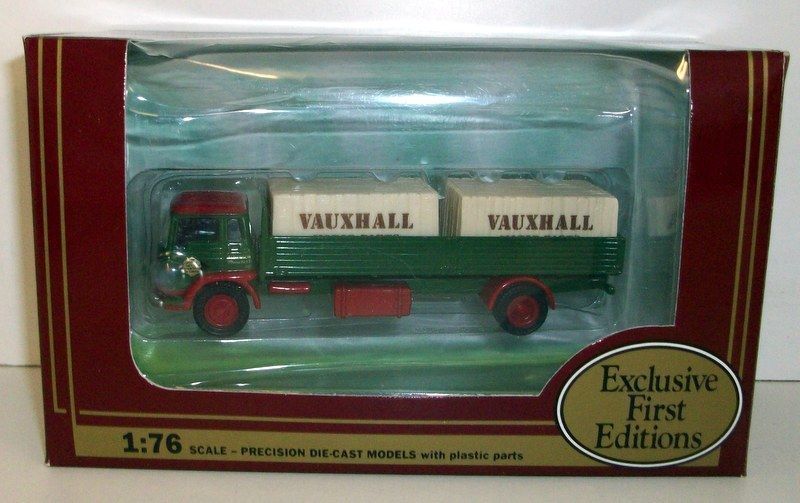 VAUXHALL VAUXHALL
Exclusive
First
Editions
1:76 SCALE – PRECISION DIE-CAST MODELS with plastic parts